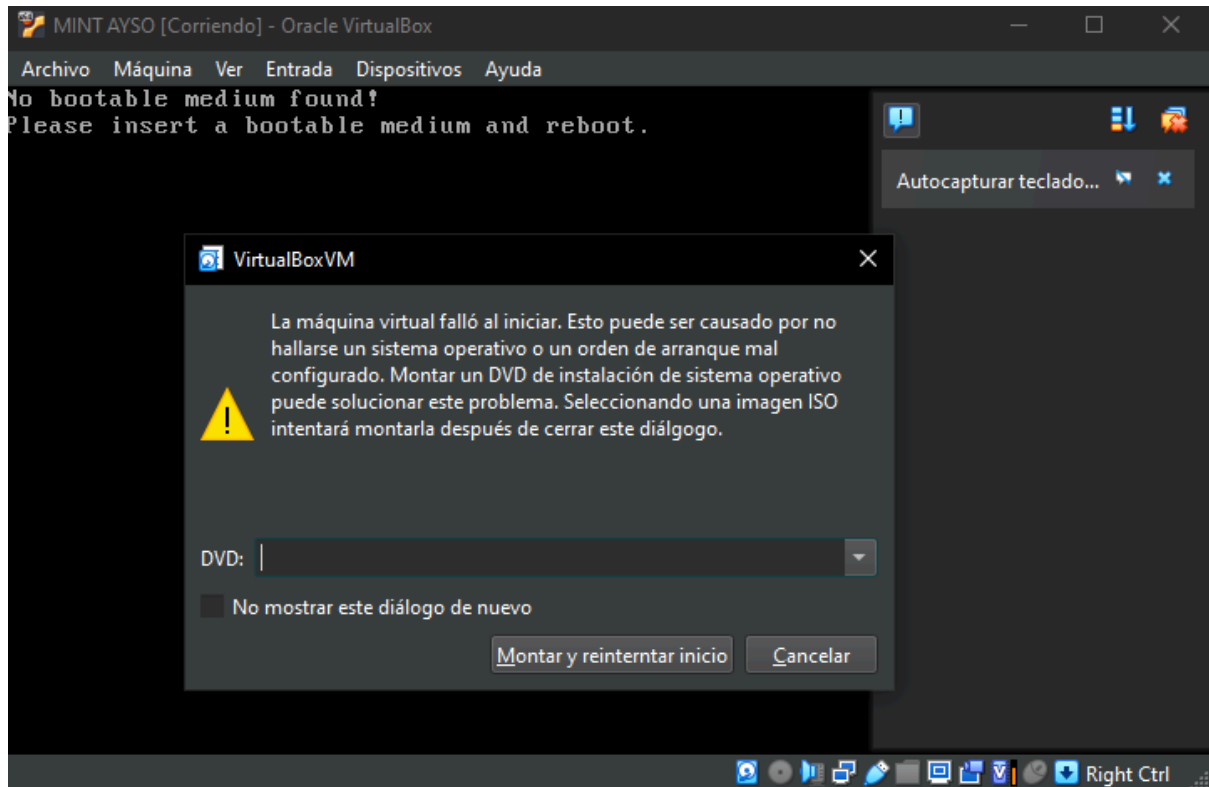 MINT AYSO [Corriendo] - Oracle VirtualBox
Archivo Máquina Ver Entrada Dispositivos Ayuda
No bootable medium found!
Please insert a bootable medium and reboot.
Autocapturar teclado...
VirtualBoxVM
La máquina virtual falló al iniciar. Esto puede ser causado por no
hallarse un sistema operativo o un orden de arranque mal
configurado. Montar un DVD de instalación de sistema operativo
puede solucionar este problema. Seleccionando una imagen ISO
intentará montarla después de cerrar este diálgogo.
DVD:
No mostrar este diálogo de nuevo
Montar y reinterntar inicio Cancelar
Right Ctrl